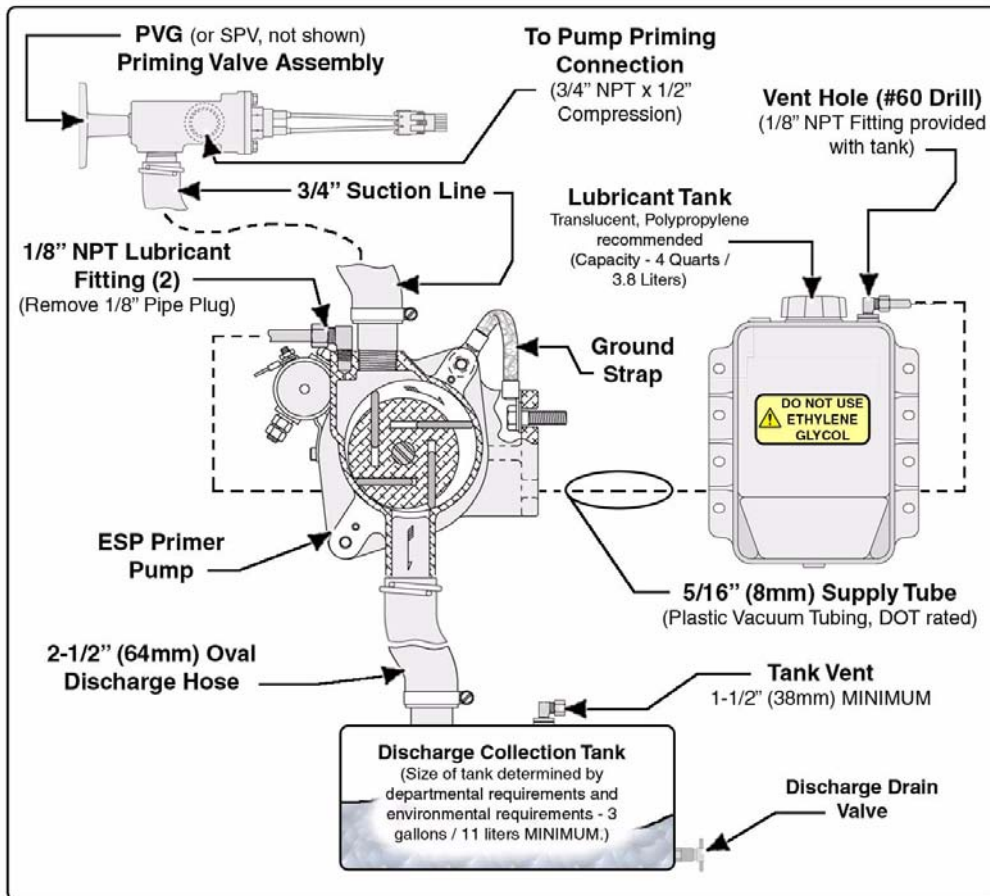 PVG (or SPV, not shown)
Priming Valve Assembly
To Pump Priming
Connection
(3/4” NPT x 1/2”
Compression)
Vent Hole (#60 Drill)
(1/8” NPT Fitting provided
with tank)
3/4” Suction Line
Lubricant Tank
Translucent, Polypropylene
recommended
(Capacity - 4 Quarts /
3.8 Liters)
1/8” NPT Lubricant
Fitting (2)
(Remove 1/8” Pipe Plug)
Ground
Strap
DO NOT USE
ETHYLENE
GLYCOL
ESP Primer
Pump
5/16” (8mm) Supply Tube
(Plastic Vacuum Tubing, DOT rated)
2-1/2” (64mm) Oval
Discharge Hose
Tank Vent
1-1/2” (38mm) MINIMUM
Discharge Collection Tank
(Size of tank determined by
departmental requirements and
environmental requirements - 3
gallons / 11 liters MINIMUM.)
Discharge Drain
Valve